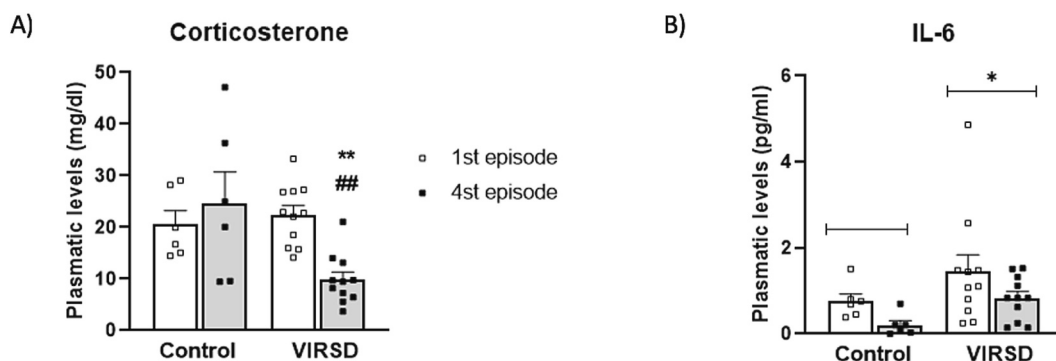 A)
Corticosterone
Plasmatic levels (mg/dl)
50
40
30
20
10
0
Control
VIRSD
**
##
1st episode
4st episode
B)
IL-6
Plasmatic levels (pg/ml)
6
4
2
0
*
Control
VIRSD